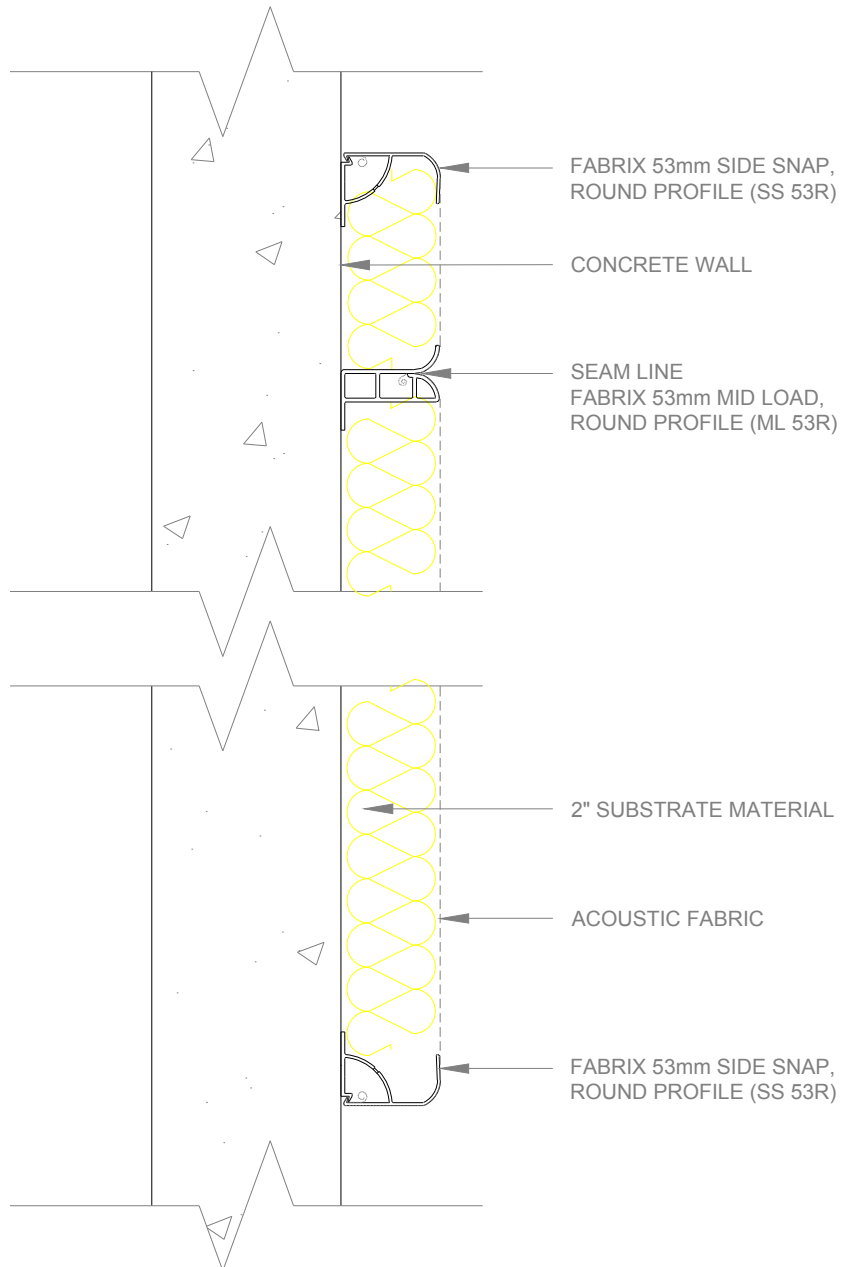 FABRIX 53mm SIDE SNAP,
ROUND PROFILE (SS 53R)
CONCRETE WALL
SEAM LINE
FABRIX 53mm MID LOAD,
ROUND PROFILE (ML 53R)
2" SUBSTRATE MATERIAL
ACOUSTIC FABRIC
FABRIX 53mm SIDE SNAP,
ROUND PROFILE (SS 53R)